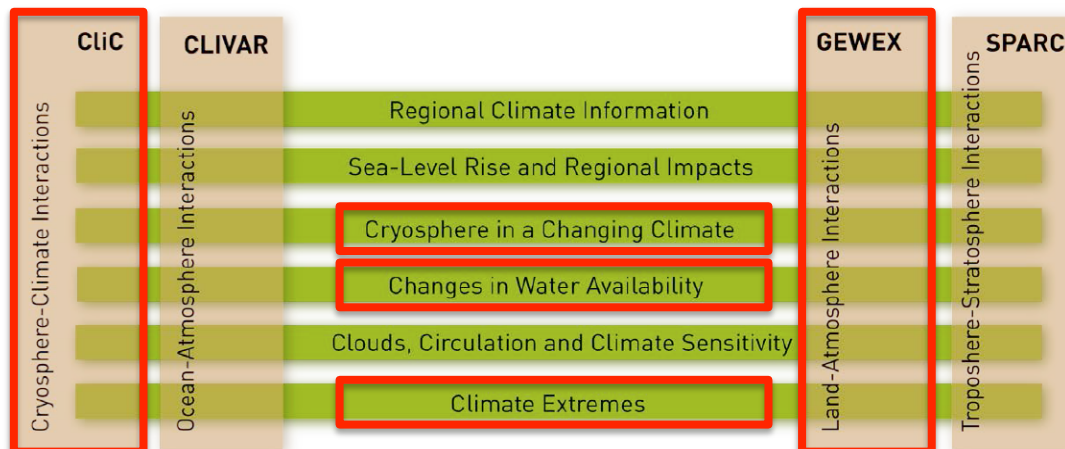 CliC
CLIVAR
GEWEX
SPARC
Cryosphere-Climate Interactions
Ocean-Atmosphere Interactions
Land-Atmosphere Interactions
Troposhere-Stratosphere Interactions
Regional Climate Information
Sea-Level Rise and Regional Impacts
Cryosphere in a Changing Climate
Changes in Water Availability
Clouds, Circulation and Climate Sensitivity
Climate Extremes